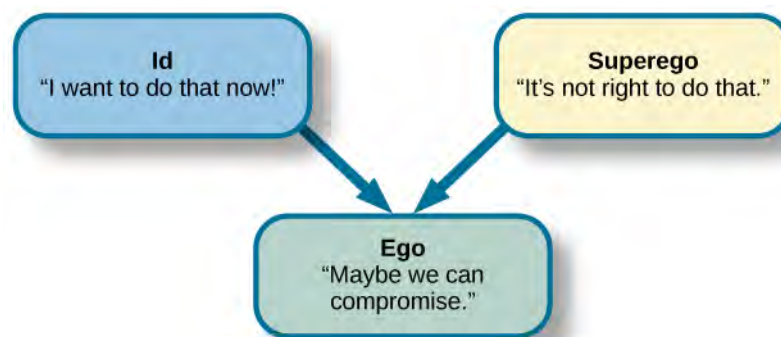 Id
“I want to do that now!”
Superego
“It’s not right to do that.”
Ego
“Maybe we can
compromise.”